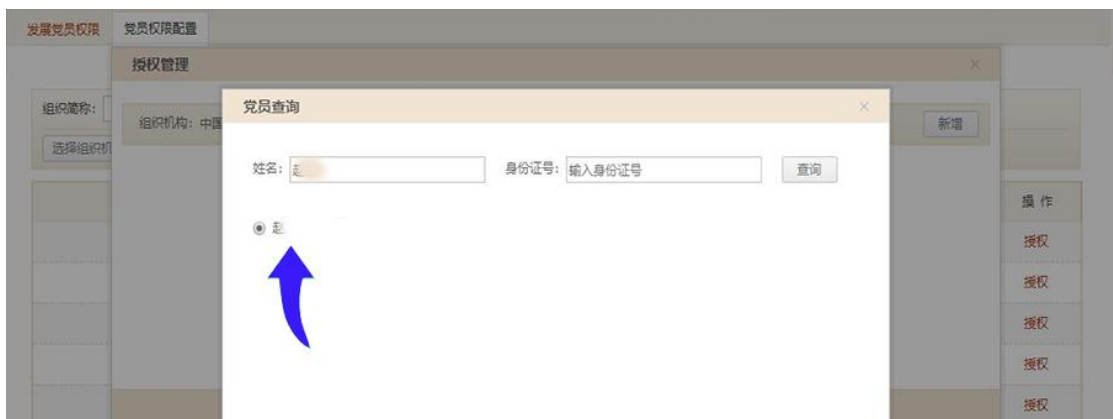 发展党员权限 党员权限配置
授权管理 ×
组织简称:
组织机构:中国
新增
选择组织机
党员查询 ×
姓名: 赵
身份证号: 输入身份证号
查询
赵
操 作
授权
授权
授权
授权
授权